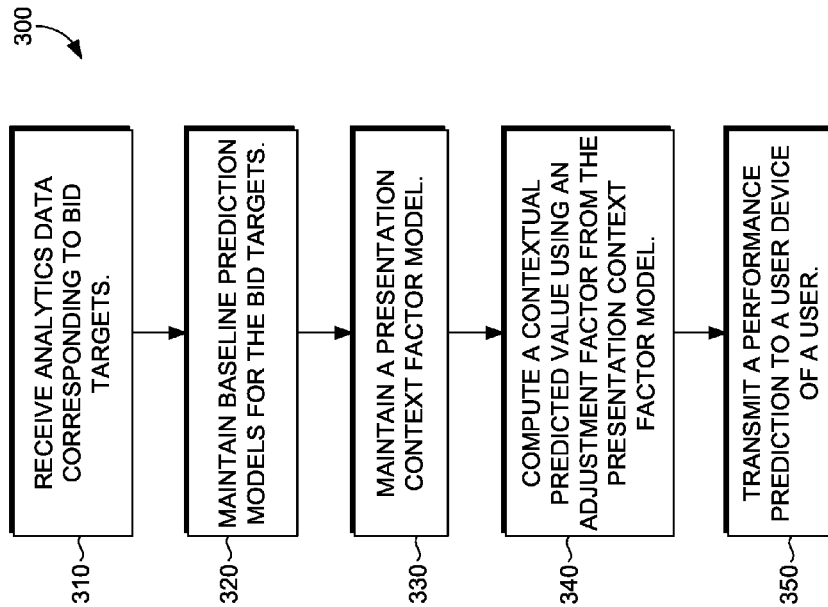 300
310
RECEIVE ANALYTICS DATA
CORRESPONDING TO BID
TARGETS.
320
MAINTAIN BASELINE PREDICTION
MODELS FOR THE BID TARGETS.
330
MAINTAIN A PRESENTATION
CONTEXT FACTOR MODEL.
340
COMPUTE A CONTEXTUAL
PREDICTED VALUE USING AN
ADJUSTMENT FACTOR FROM THE
PRESENTATION CONTEXT
FACTOR MODEL.
350
TRANSMIT A PERFORMANCE
PREDICTION TO A USER DEVICE
OF A USER.